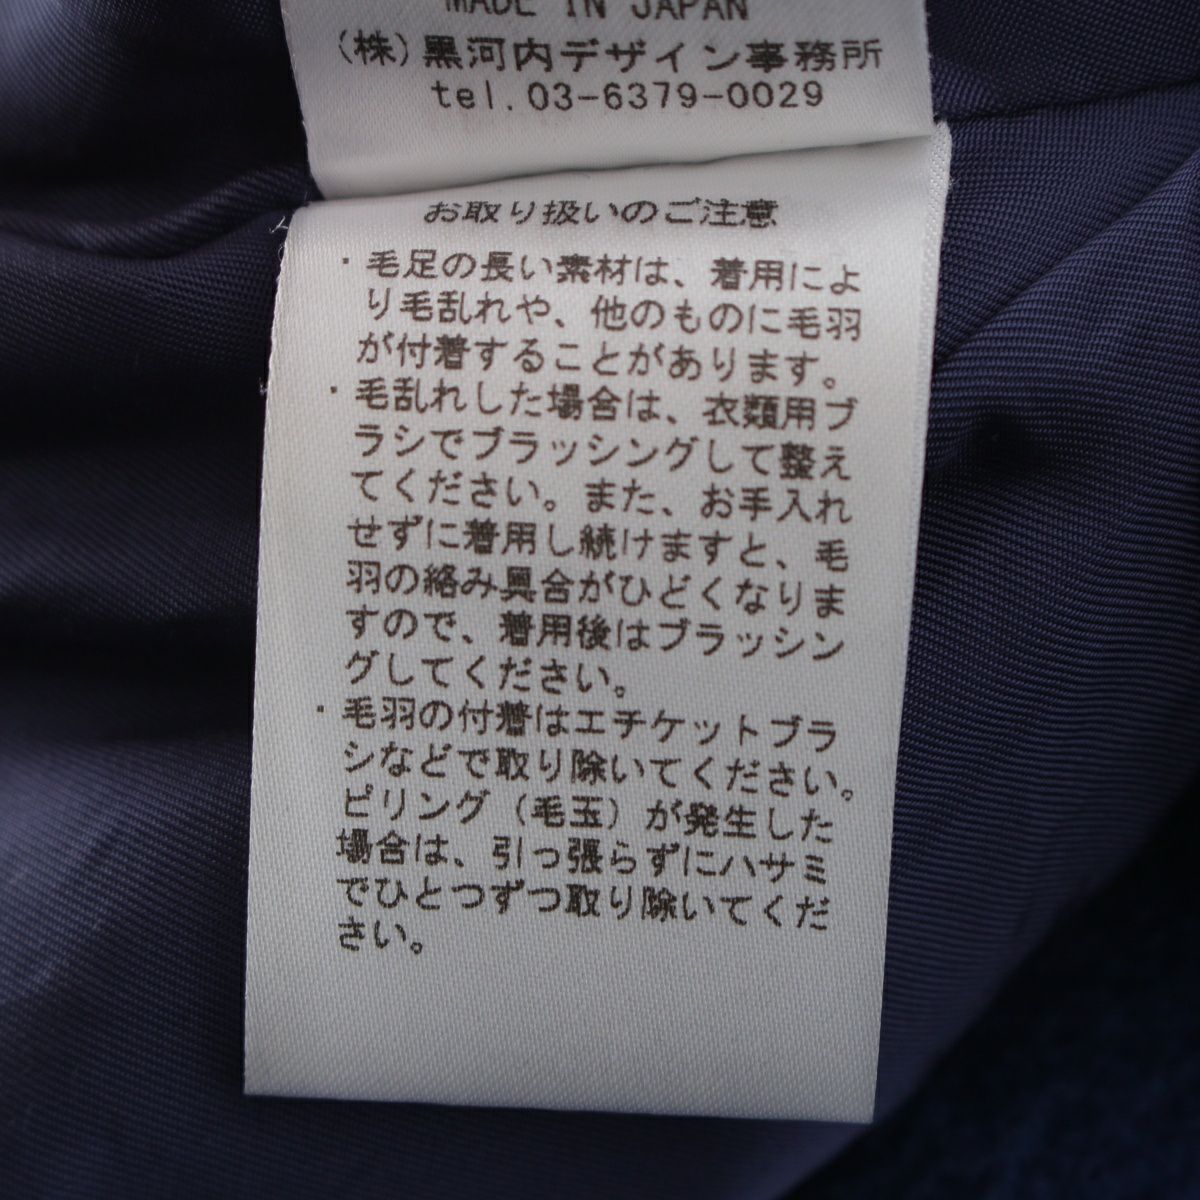 MADE IN JAPAN
(株)黒河内デザイン事務所
tel.03-6379-0029
お取り扱いのご注意
・毛足の長い素材は、着用によ
り毛乱れや、他のものに毛羽
が付着することがあります。
・毛乱れした場合は、衣類用ブ
ラシでブラッシングして整え
てください。また、お手入れ
せずに着用し続けますと、毛
羽の絡み具合がひどくなりま
すので、着用後はブラッシン
グしてください。
・毛羽の付着はエチケットブラ
シなどで取り除いてください。
ピリング(毛玉)が発生した
場合は、引っ張らずにハサミ
でひとつずつ取り除いてくだ
さい。